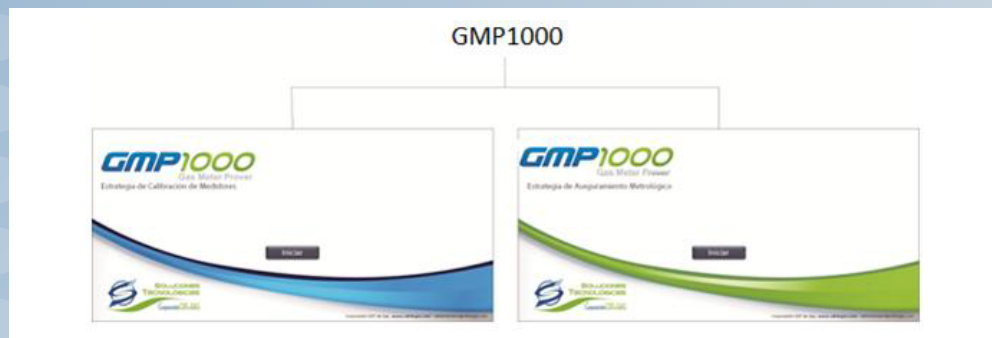 GMP1000
GMP1000
Gas Meter Prover
Estrategia de Calibración de Medidores
Iniciar
SOLUCIONES
TECNOLÓGICAS
GMP1000
Gas Meter Prover
Estrategia de Aseguramiento Metrológico
Iniciar
SOLUCIONES
TECNOLÓGICAS